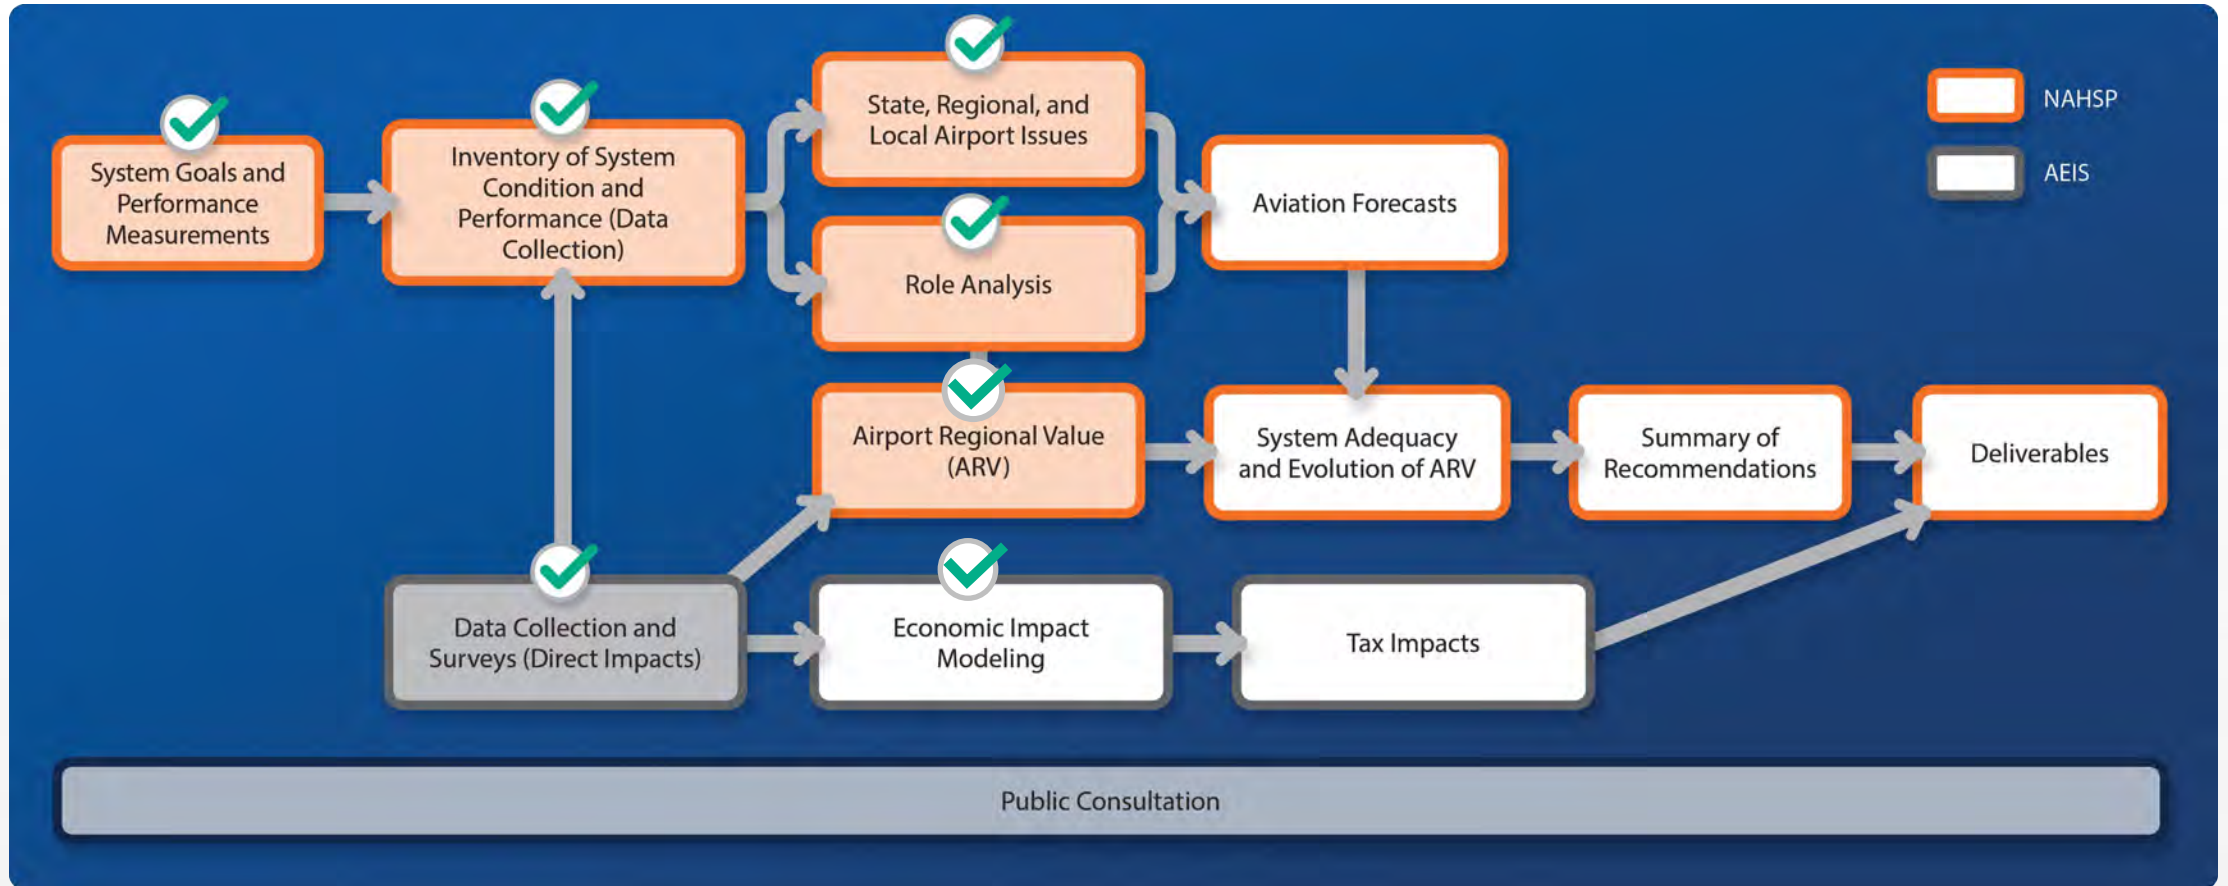 System Goals and
Performance
Measurements
Inventory of System
Condition and
Performance (Data
Collection)
State, Regional, and
Local Airport Issues
Role Analysis
Aviation Forecasts
NAHSP
AEIS
Airport Regional Value
(ARV)
System Adequacy
and Evolution of ARV
Summary of
Recommendations
Deliverables
Data Collection and
Surveys (Direct Impacts)
Economic Impact
Modeling
Tax Impacts
Public Consultation